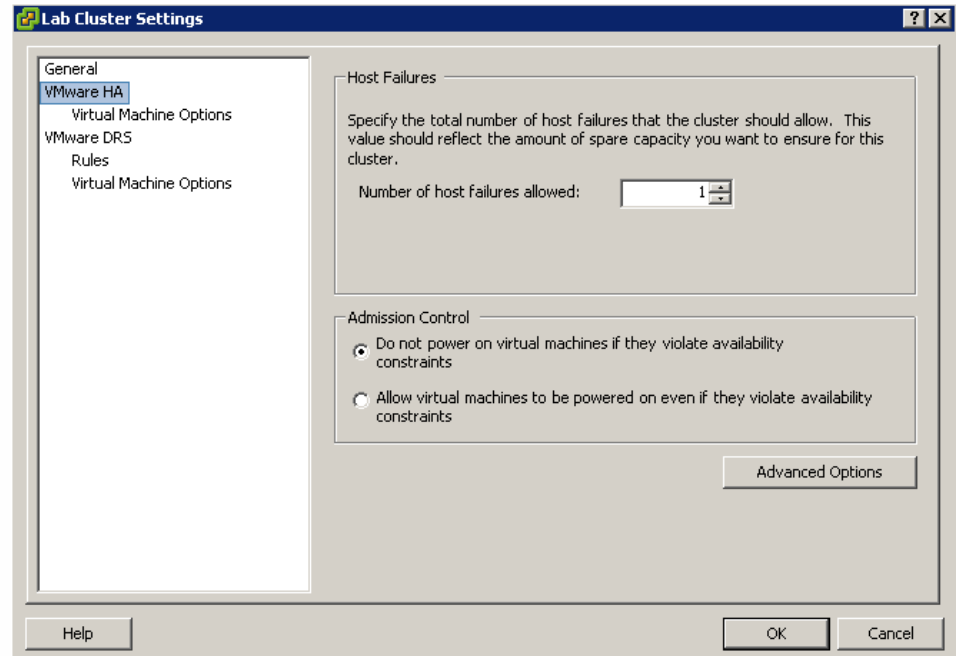 Lab Cluster Settings
General
VMware HA
Virtual Machine Options
VMware DRS
Rules
Virtual Machine Options
Host Failures
Specify the total number of host failures that the cluster should allow. This
value should reflect the amount of spare capacity you want to ensure for this
cluster.
Number of host failures allowed: 1
Admission Control
Do not power on virtual machines if they violate availability
constraints
Allow virtual machines to be powered on even if they violate availability
constraints
Advanced Options
Help
OK
Cancel